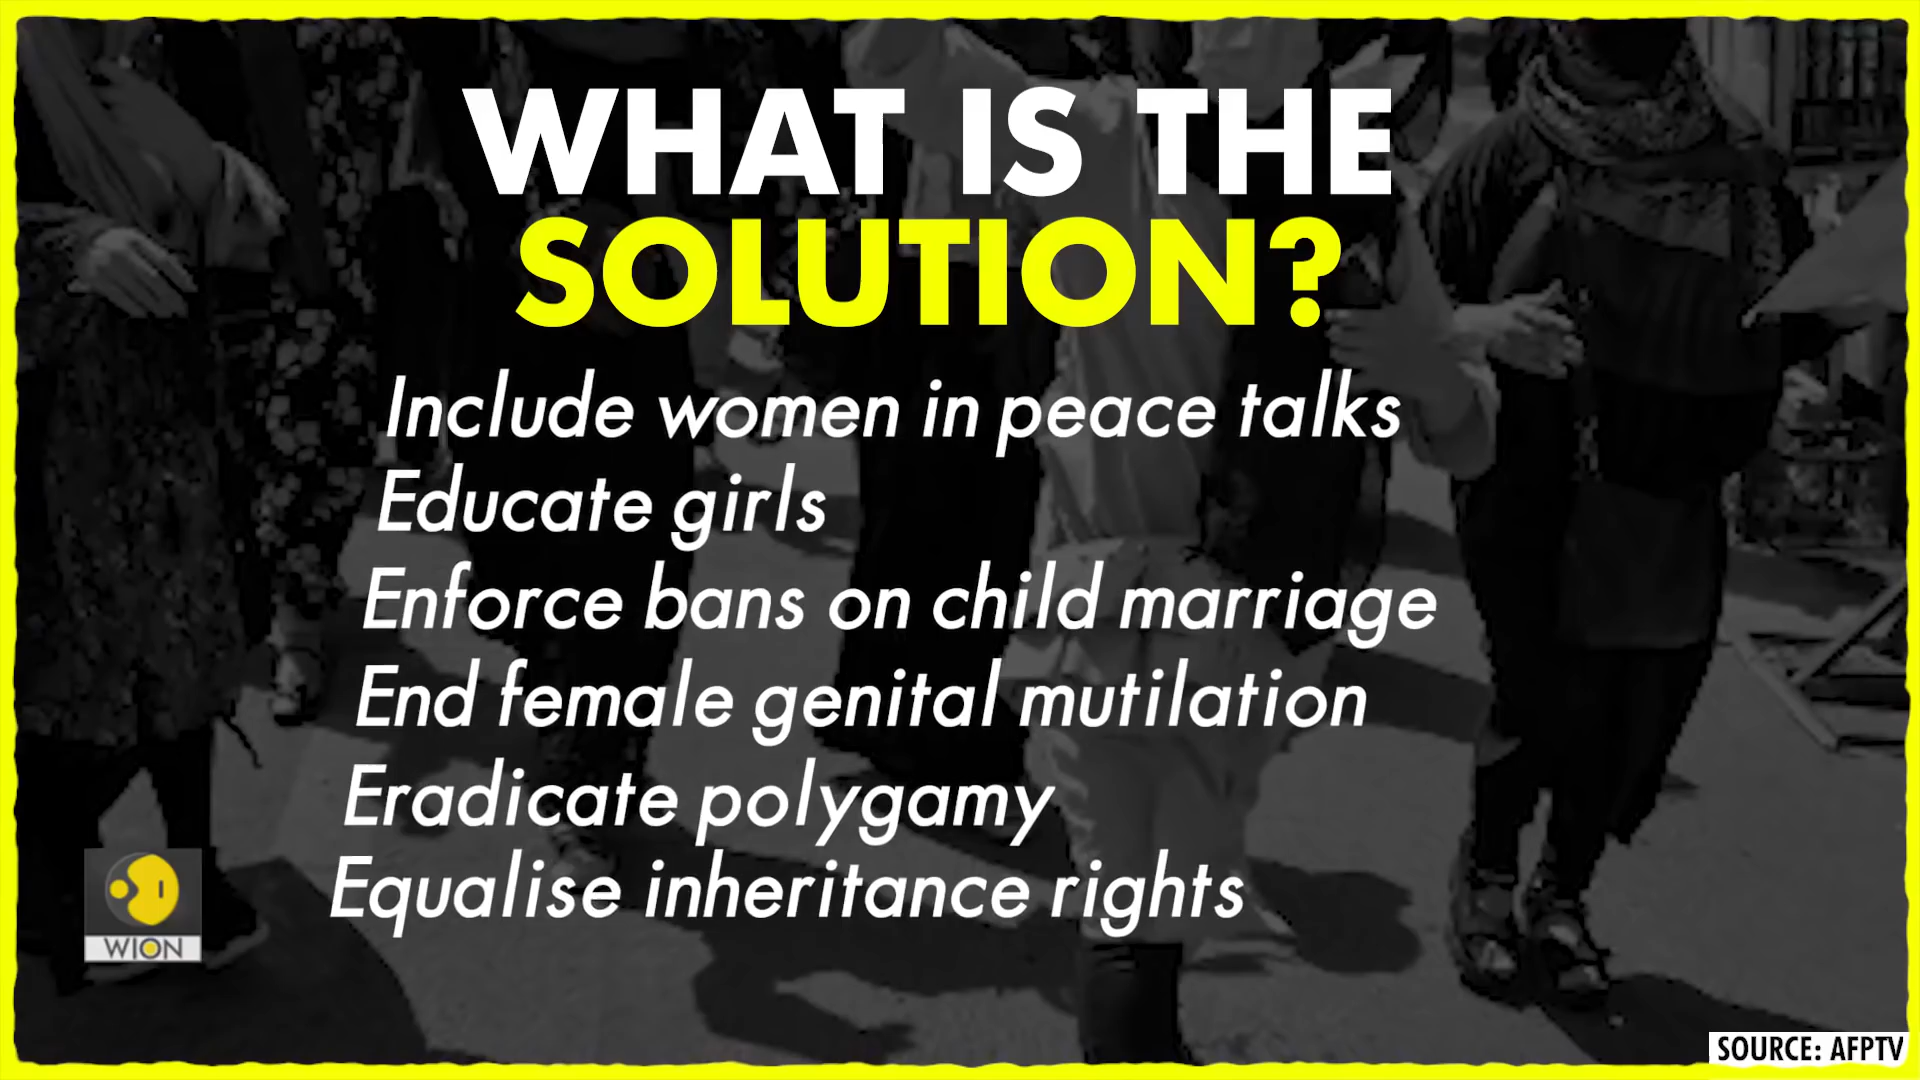 WHAT IS THE
SOLUTION?
Include women in peace talks
Educate girls
Enforce bans on child marriage
End female genital mutilation
Eradicate polygamy
Equalise inheritance rights
WION
SOURCE: AFPTV